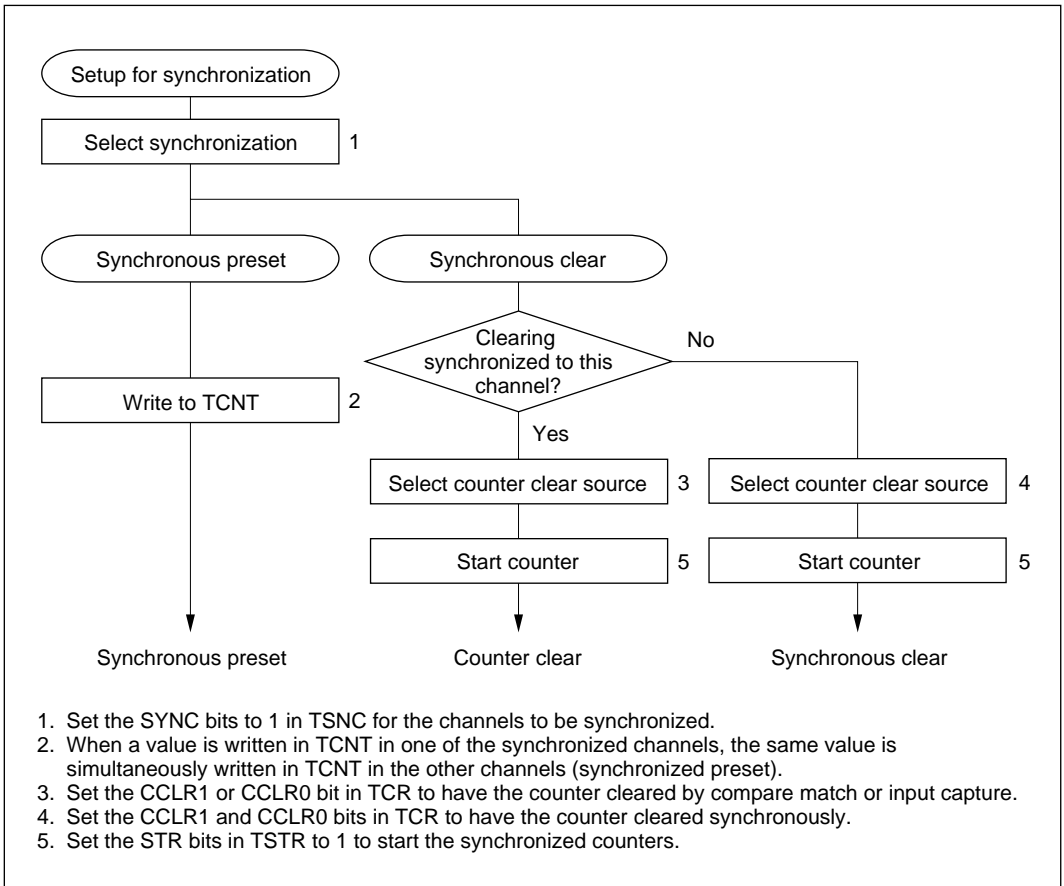 Setup for synchronization
Select synchronization 1
Synchronous preset
Synchronous clear
Clearing
synchronized to this
channel?
No
Write to TCNT 2
Yes
Select counter clear source 3
Select counter clear source 4
Start counter 5
Start counter 5
Synchronous preset
Counter clear
Synchronous clear
1. Set the SYNC bits to 1 in TSNC for the channels to be synchronized.
2. When a value is written in TCNT in one of the synchronized channels, the same value is
simultaneously written in TCNT in the other channels (synchronized preset).
3. Set the CCLR1 or CCLR0 bit in TCR to have the counter cleared by compare match or input capture.
4. Set the CCLR1 and CCLR0 bits in TCR to have the counter cleared synchronously.
5. Set the STR bits in TSTR to 1 to start the synchronized counters.